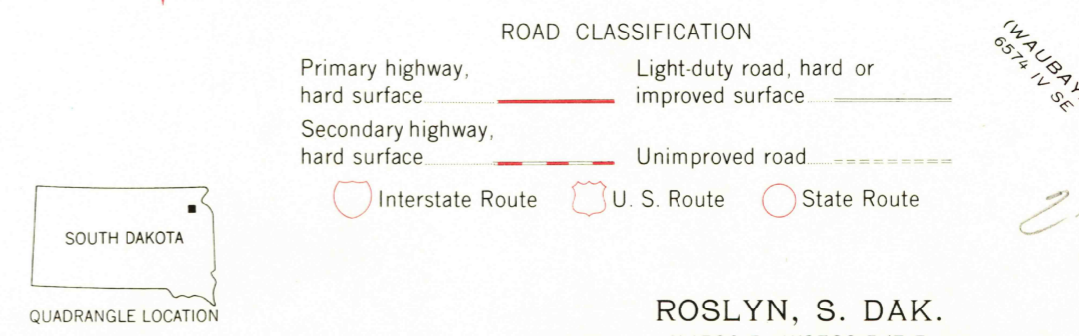 ROAD CLASSIFICATION
Primary highway,
hard surface
Light-duty road, hard or
improved surface
Secondary highway,
hard surface
Unimproved road
Interstate Route
U. S. Route
State Route
(WAUBAY
6574 IV SE
SOUTH DAKOTA
QUADRANGLE LOCATION
ROSLYN, S. DAK.